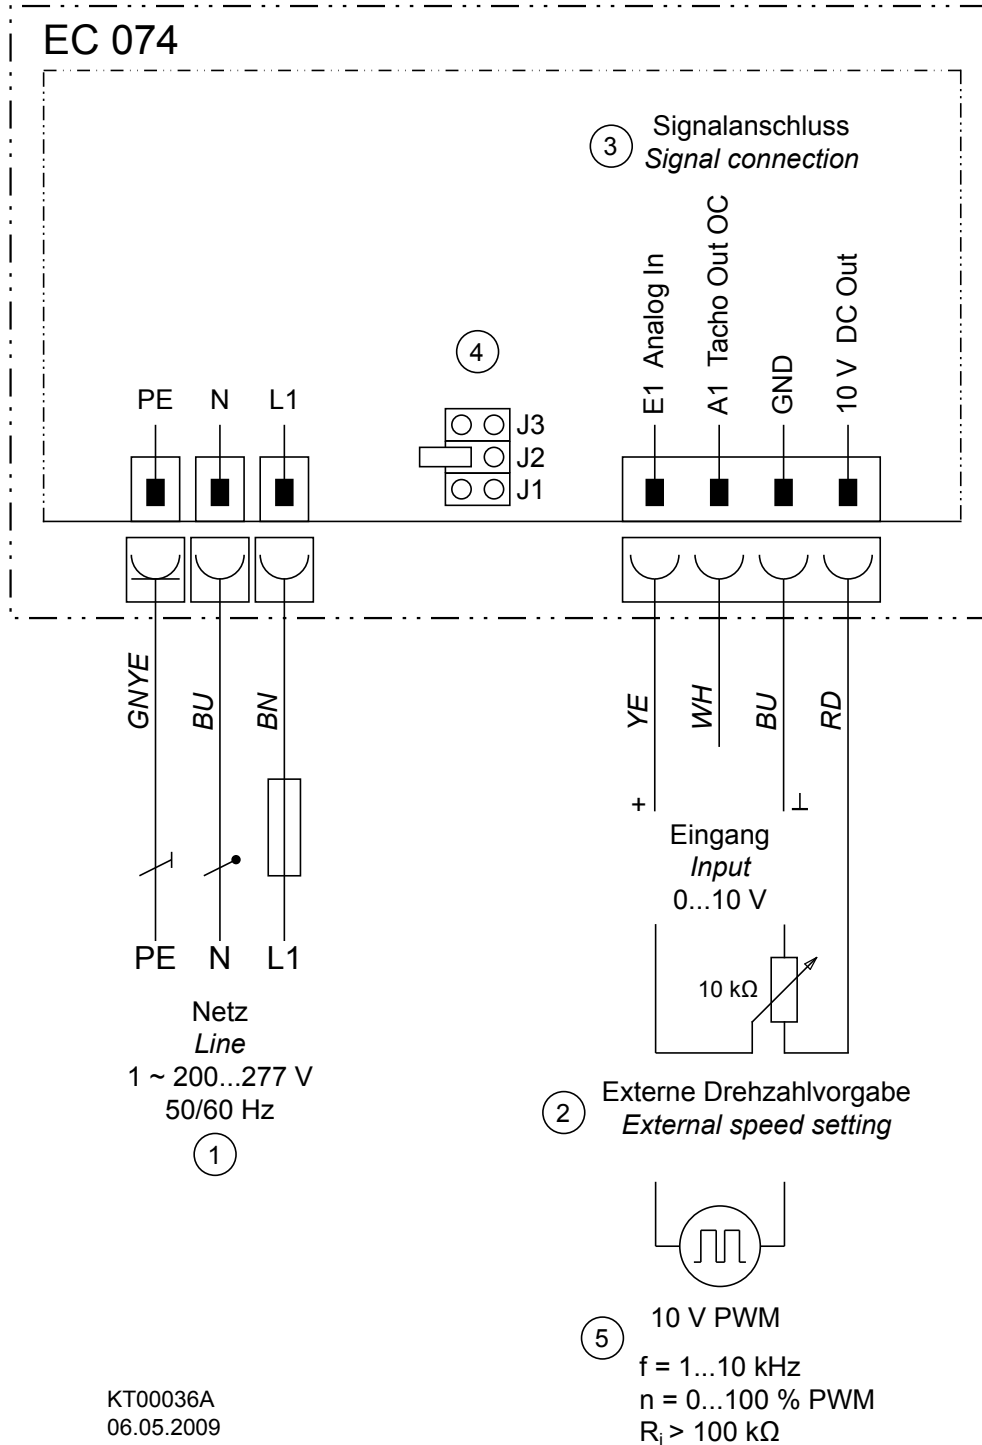 EC 074
3
Signalanschluss
Signal connection
E1 Analog In
A1 Tacho Out OC
GND
10 V DC Out
4
PE N L1
J3
J2
J1
GNYE
BU
BN
YE
WH
BU
RD
+
Eingang
Input
0...10 V
10 kΩ
PE N L1
Netz
Line
1 ~ 200...277 V
50/60 Hz
1
2
Externe Drehzahlvorgabe
External speed setting
10 V PWM
5
f = 1...10 kHz
n = 0...100 % PWM
Ri > 100 kΩ
KT00036A
06.05.2009